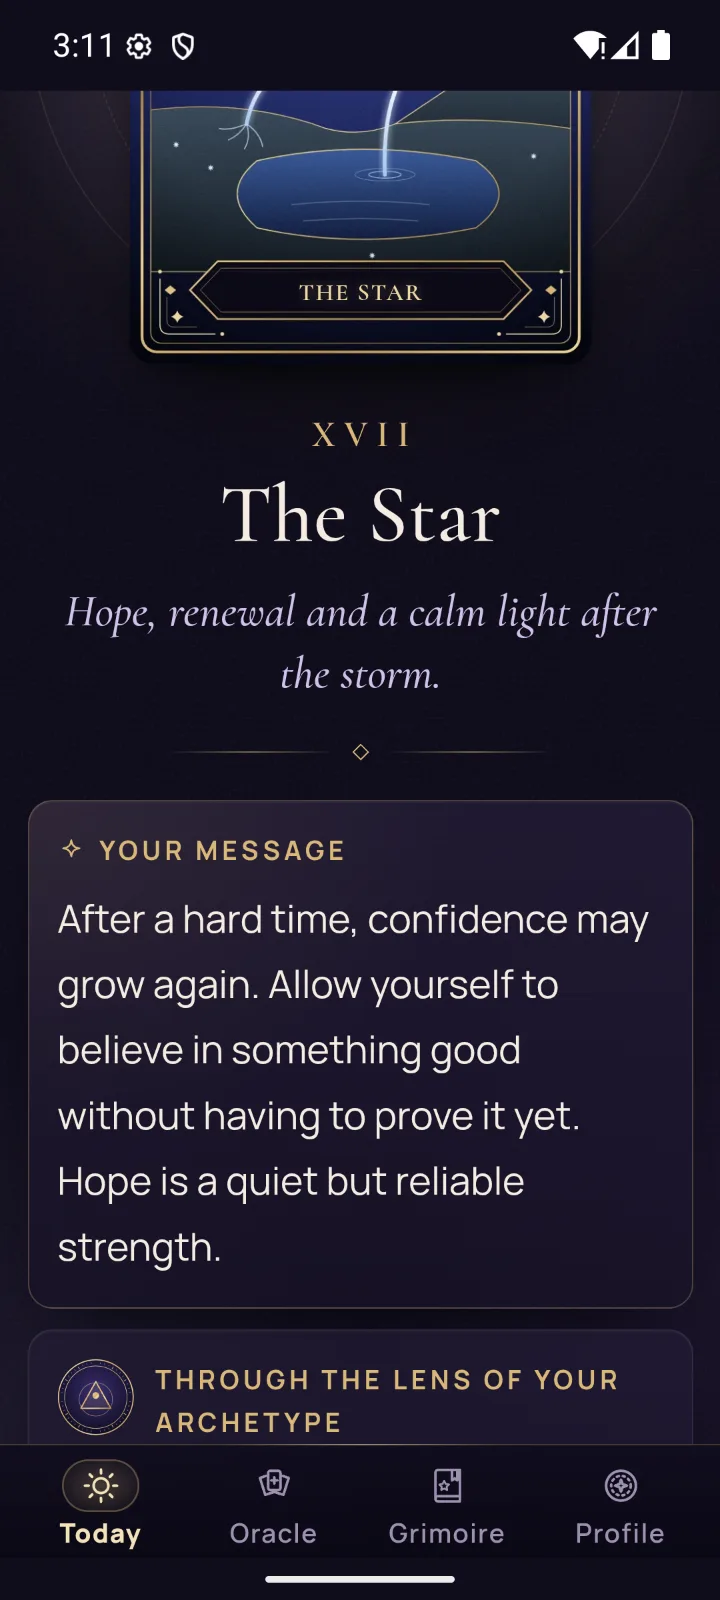 3:11
THE STAR
XVII
The Star
Hope, renewal and a calm light after
the storm.
YOUR MESSAGE
After a hard time, confidence may
grow again. Allow yourself to
believe in something good
without having to prove it yet.
Hope is a quiet but reliable
strength.
THROUGH THE LENS OF YOUR
ARCHETYPE
Today
Oracle
Grimoire
Profile